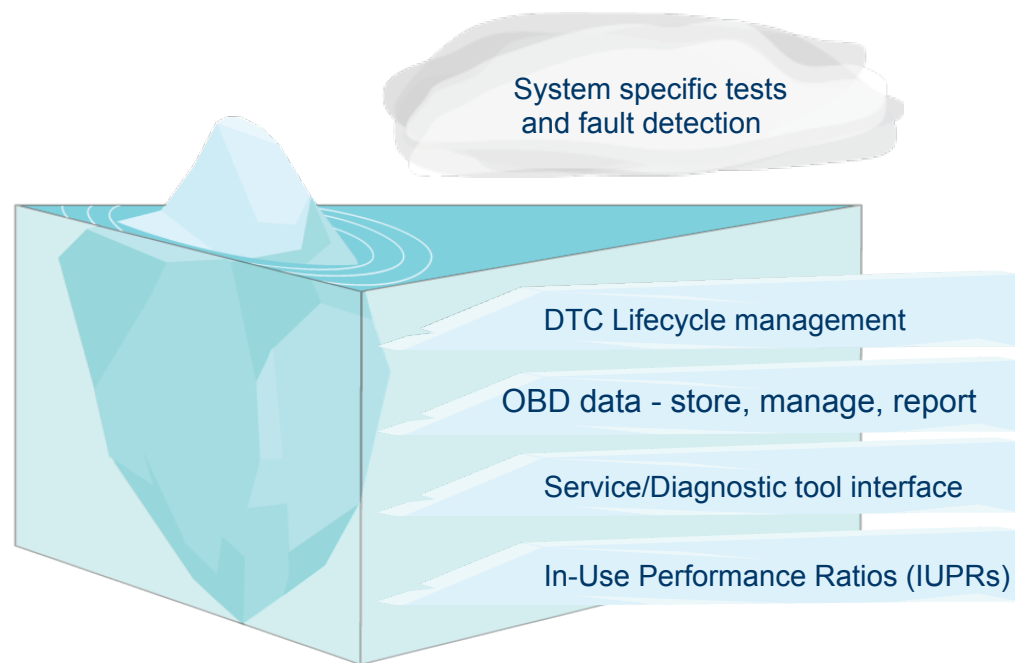 System specific tests
and fault detection
DTC Lifecycle management
OBD data - store, manage, report
Service/Diagnostic tool interface
In-Use Performance Ratios (IUPRs)